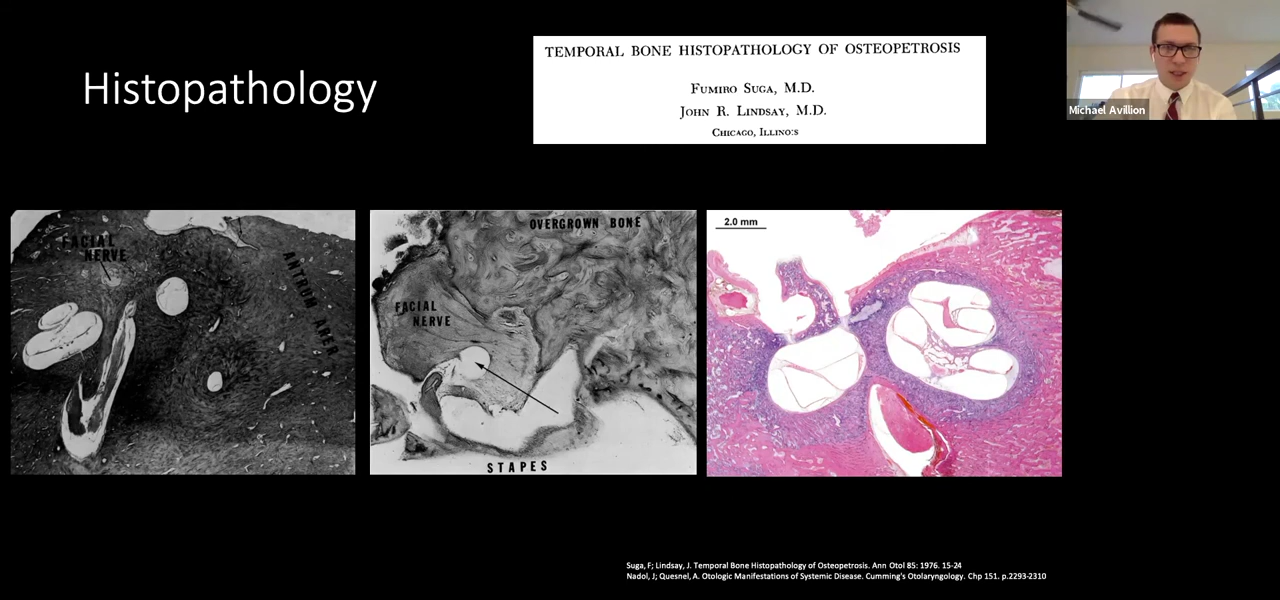 Histopathology
TEMPORAL BONE HISTOPATHOLOGY OF OSTEOPETROSIS
FUMIRO SUGA, M.D.
JOHN R. LINDSAY, M.D.
CHICAGO, ILLINO:S
Michael Avillion
FACIAL
NERVE
ANTRUM AREA
OVERGROWN BONE
FACIAL
NERVE
STAPES
2.0 mm
Suga, F; Lindsay, J. Temporal Bone Histopathology of Osteopetrosis. Ann Otol 85: 1976. 15-24
Nadol, J; Quesnel, A. Otologic Manifestations of Systemic Disease. Cumming's Otolaryngology. Chp 151. p.2293-2310